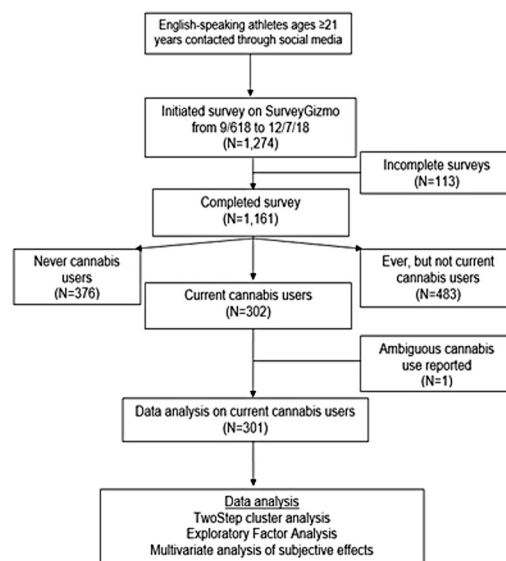 English-speaking athletes ages ≥21
years contacted through social media
Initiated survey on SurveyGizmo
from 9/618 to 12/7/18
(N=1,274)
Incomplete surveys
(N=113)
Completed survey
(N=1,161)
Never cannabis
users
(N=376)
Ever, but not current
cannabis users
(N=483)
Current cannabis users
(N=302)
Ambiguous cannabis
use reported
(N=1)
Data analysis on current cannabis users
(N=301)
Data analysis
TwoStep cluster analysis
Exploratory Factor Analysis
Multivariate analysis of subjective effects